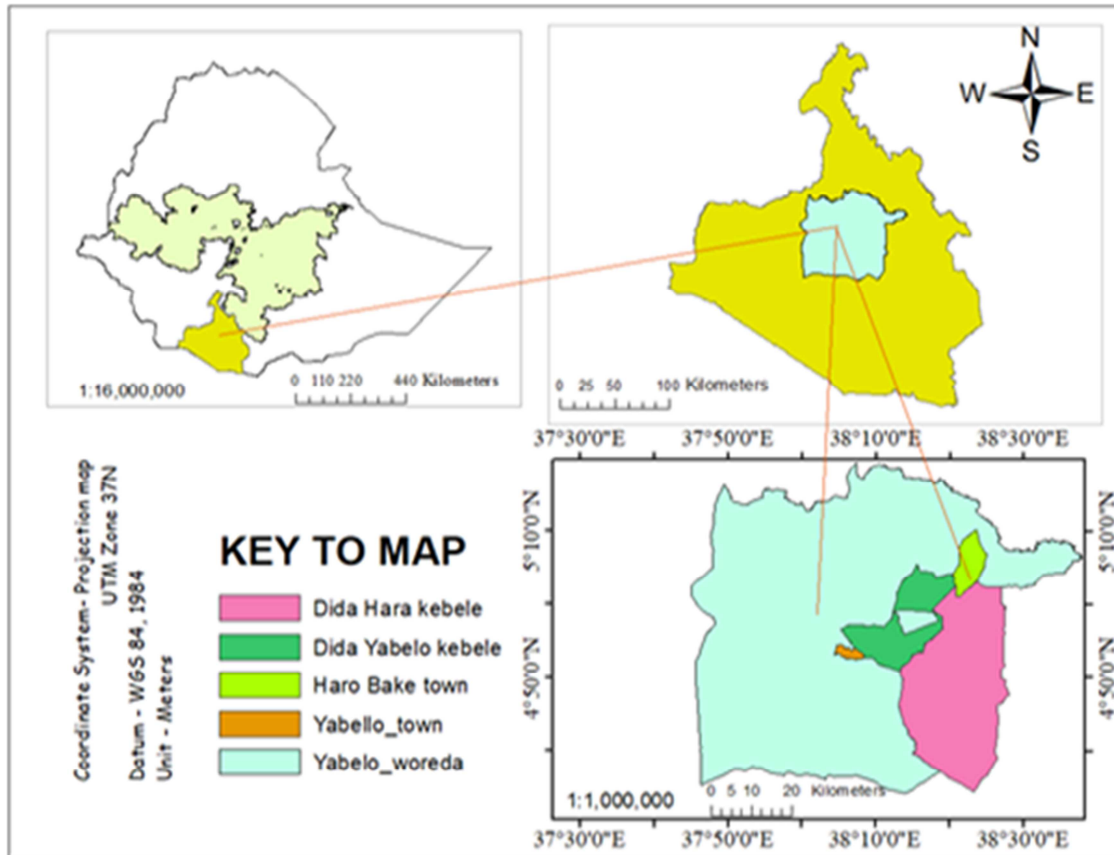 N
W E
S
1:16,000,000
0 110 220 440 Kilometers
0 25 50 100 Kilometers
37°30'0"E 37°50'0"E 38°10'0"E 38°30'0"E
5°10'0"N
4°50'0"N
5°10'0"N
4°50'0"N
Coordinate System- Projection map
UTM Zone 37N
Datum - WGS 84, 1984
Unit - Meters
KEY TO MAP
Dida Hara kebele
Dida Yabelo kebele
Haro Bake town
Yabello_town
Yabelo_woreda
1:1,000,000
0 5 10 20 Kilometers
37°30'0"E 37°50'0"E 38°10'0"E 38°30'0"E